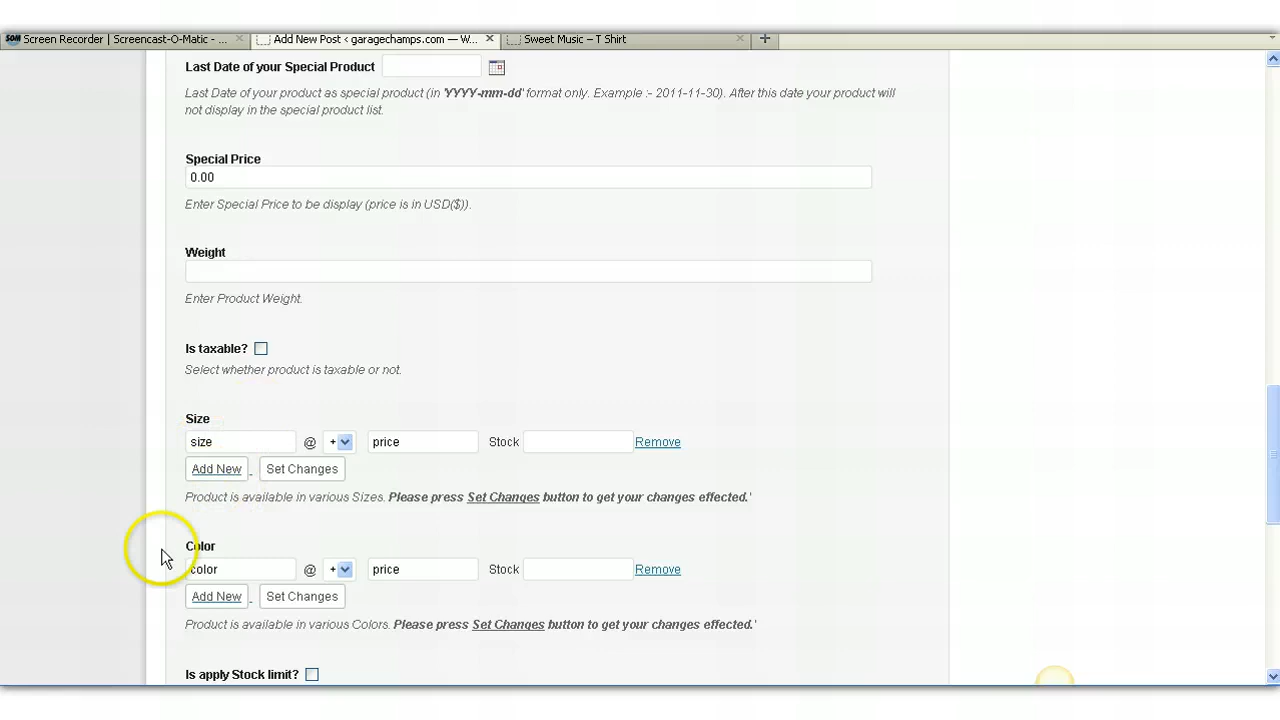 SOM Screen Recorder | Screencast-O-Matic - ... × Add New Post < garagechamps.com — W... × Sweet Music – T Shirt × +
Last Date of your Special Product
Last Date of your product as special product (in 'YYYY-mm-dd' format only. Example :- 2011-11-30). After this date your product will
not display in the special product list.
Special Price
0.00
Enter Special Price to be display (price is in USD($)).
Weight
Enter Product Weight.
Is taxable?
Select whether product is taxable or not.
Size
size @ + price Stock Remove
Add New . Set Changes
Product is available in various Sizes. Please press Set Changes button to get your changes effected.'
Color
color @ + price Stock Remove
Add New . Set Changes
Product is available in various Colors. Please press Set Changes button to get your changes effected.'
Is apply Stock limit?